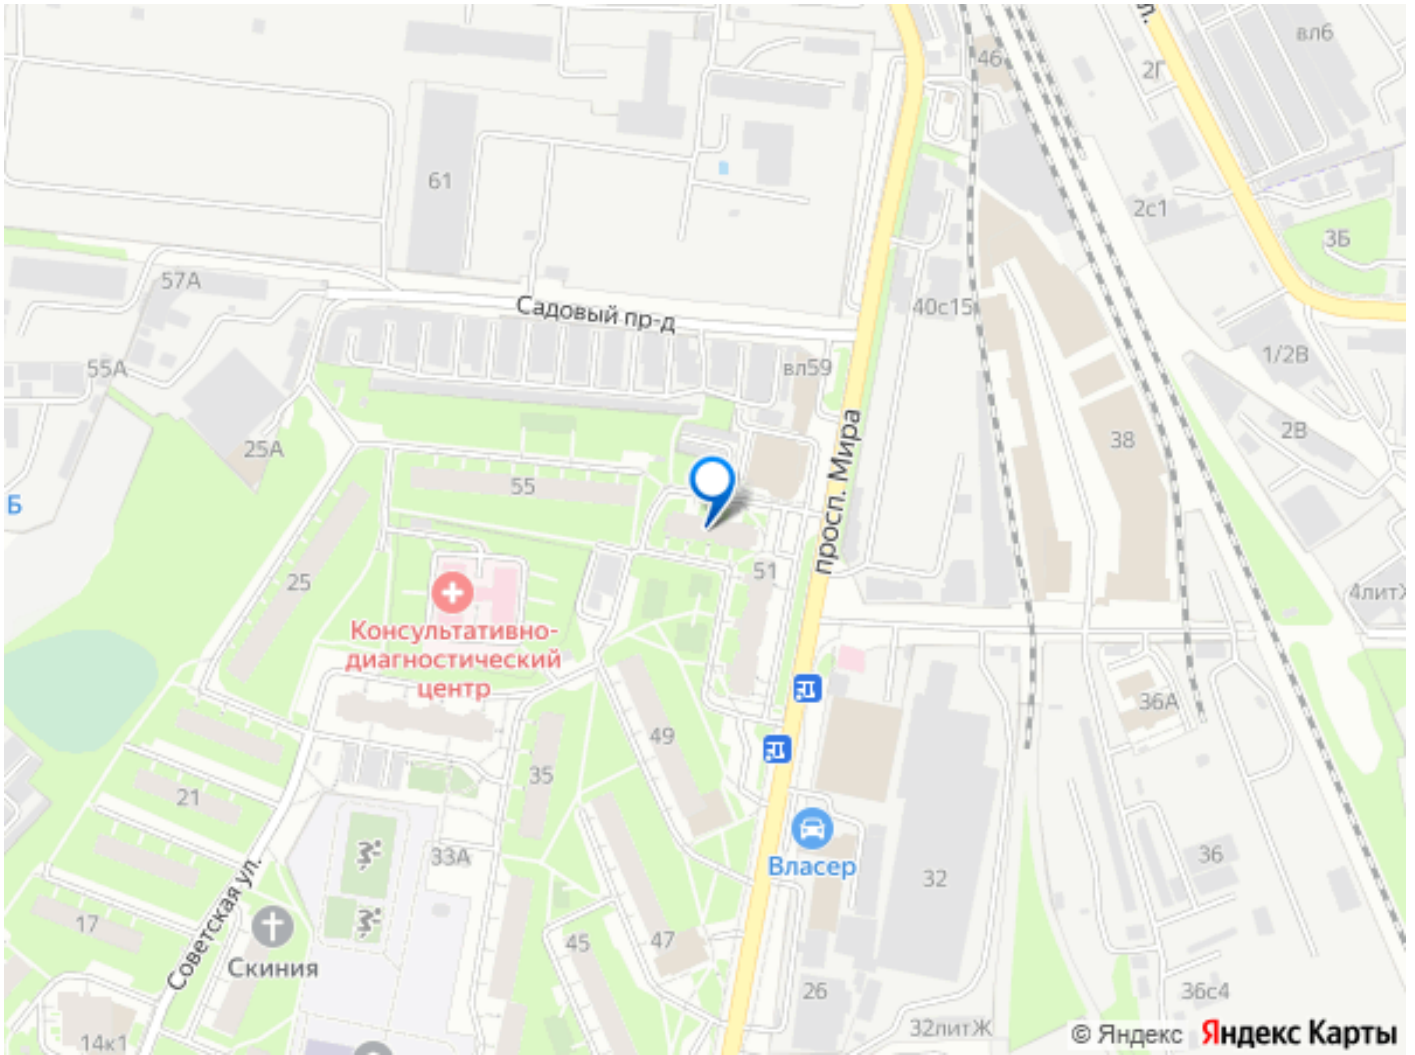 л.
вл6
46
2Г
61
2с1
3Б
57А
40с15
Садовый пр-д
1/2В
55А
вл59
2В
38
25А
просп. Мира
55
Б
51
25
4литХ
Консультативно-
диагностический
центр
36А
49
35
21
36
33А
Власер
32
17
Советская ул.
45
47
Скиния
26
36с4
32литЖ
14к1
© Яндекс Яндекс Карты